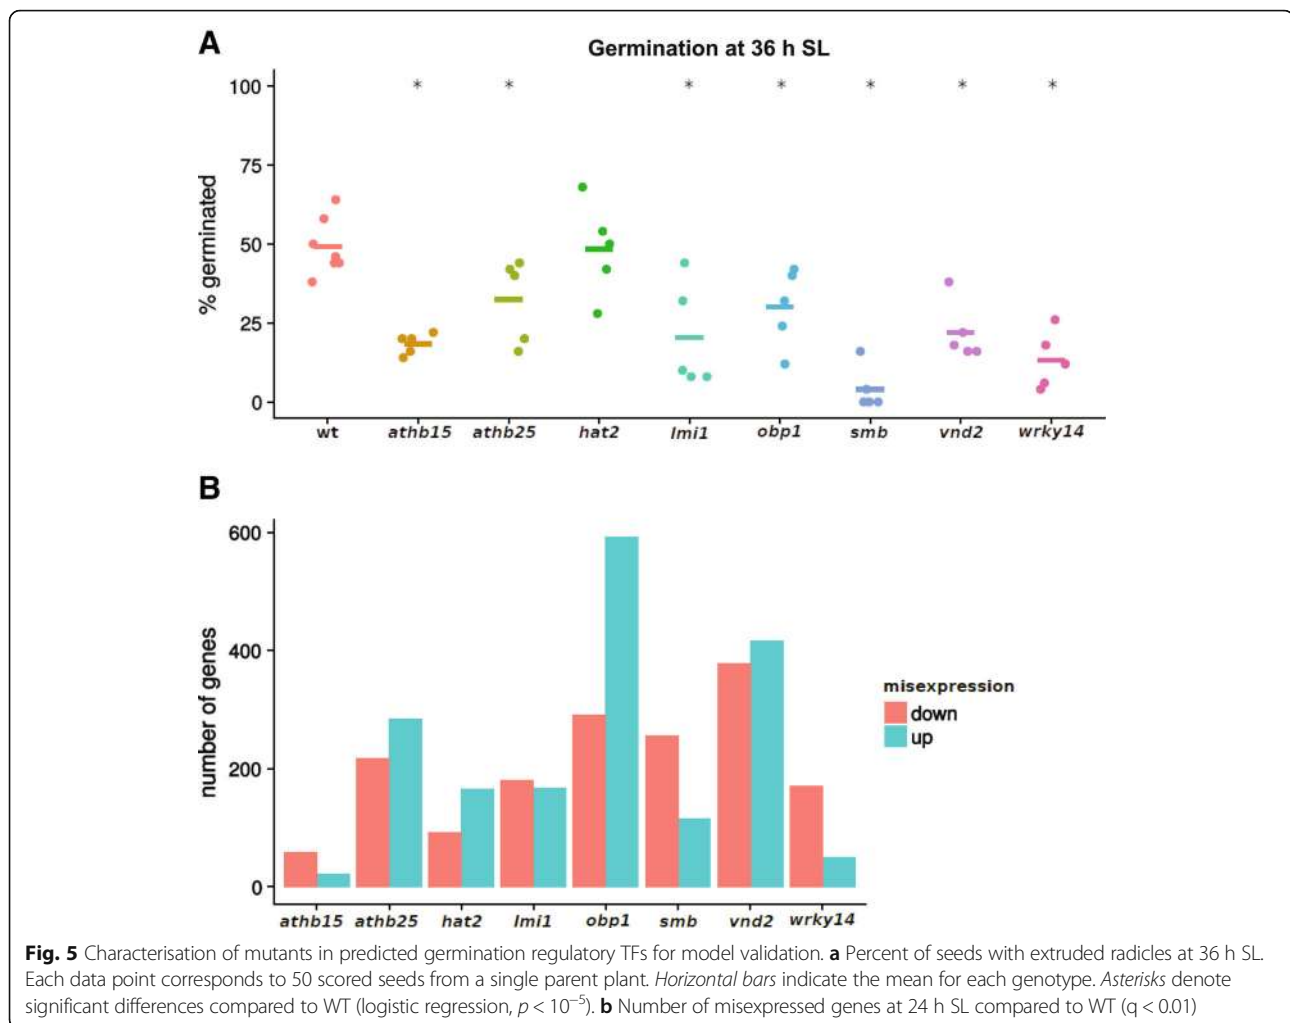 A
Germination at 36 h SL
% germinated
100
75
50
25
0
* * * * * * *
wt athb15 athb25 hat2 lmi1 obp1 smb vnd2 wrky14
B
number of genes
600
400
200
0
athb15 athb25 hat2 lmi1 obp1 smb vnd2 wrky14
misexpression
down
up
Fig. 5 Characterisation of mutants in predicted germination regulatory TFs for model validation. a Percent of seeds with extruded radicles at 36 h SL.
Each data point corresponds to 50 scored seeds from a single parent plant. Horizontal bars indicate the mean for each genotype. Asterisks denote
significant differences compared to WT (logistic regression, p < 10⁻⁵). b Number of misexpressed genes at 24 h SL compared to WT (q < 0.01)